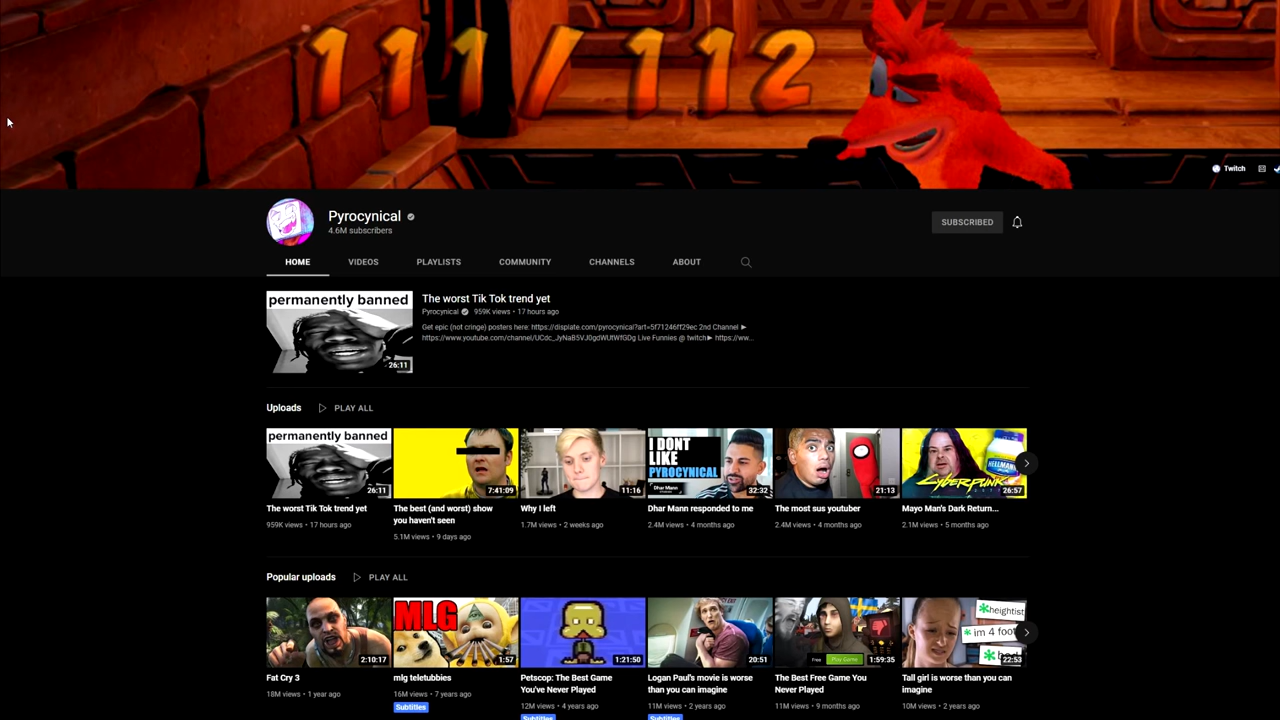 111/112
Twitch
Pyrocynical
4.6M subscribers
SUBSCRIBED
HOME VIDEOS PLAYLISTS COMMUNITY CHANNELS ABOUT
permanently banned
26:11
The worst Tik Tok trend yet
Pyrocynical 959K views • 17 hours ago
Get epic (not cringe) posters here: https://displate.com/pyrocynical?art=5f71246ff29ec 2nd Channel ►
https://www.youtube.com/channel/UCdc_JyNaB5VJ0gdWUtWfGDg Live Funnies @ twitch► https://ww...
Uploads PLAY ALL
permanently banned
26:11
The worst Tik Tok trend yet
959K views • 17 hours ago
7:41:09
The best (and worst) show
you haven't seen
5.1M views • 9 days ago
11:16
Why I left
1.7M views • 2 weeks ago
I DONT
LIKE
PYROCYNICAL
Dhar Mann
32:32
Dhar Mann responded to me
2.4M views • 4 months ago
21:13
The most sus youtuber
2.4M views • 4 months ago
HELLMANN
CYBERPUNK
26:57
Mayo Man's Dark Return...
2.1M views • 5 months ago
Popular uploads PLAY ALL
2:10:17
Fat Cry 3
18M views • 1 year ago
MLG
1:57
mlg teletubbies
16M views • 7 years ago
Subtitles
1:21:50
Petscop: The Best Game
You've Never Played
12M views • 4 years ago
Subtitles
20:51
Logan Paul's movie is worse
than you can imagine
11M views • 2 years ago
Subtitles
Free Play Game
1:59:35
The Best Free Game You
Never Played
11M views • 9 months ago
heightist
im 4 foot
22:53
Tall girl is worse than you can
imagine
10M views • 2 years ago